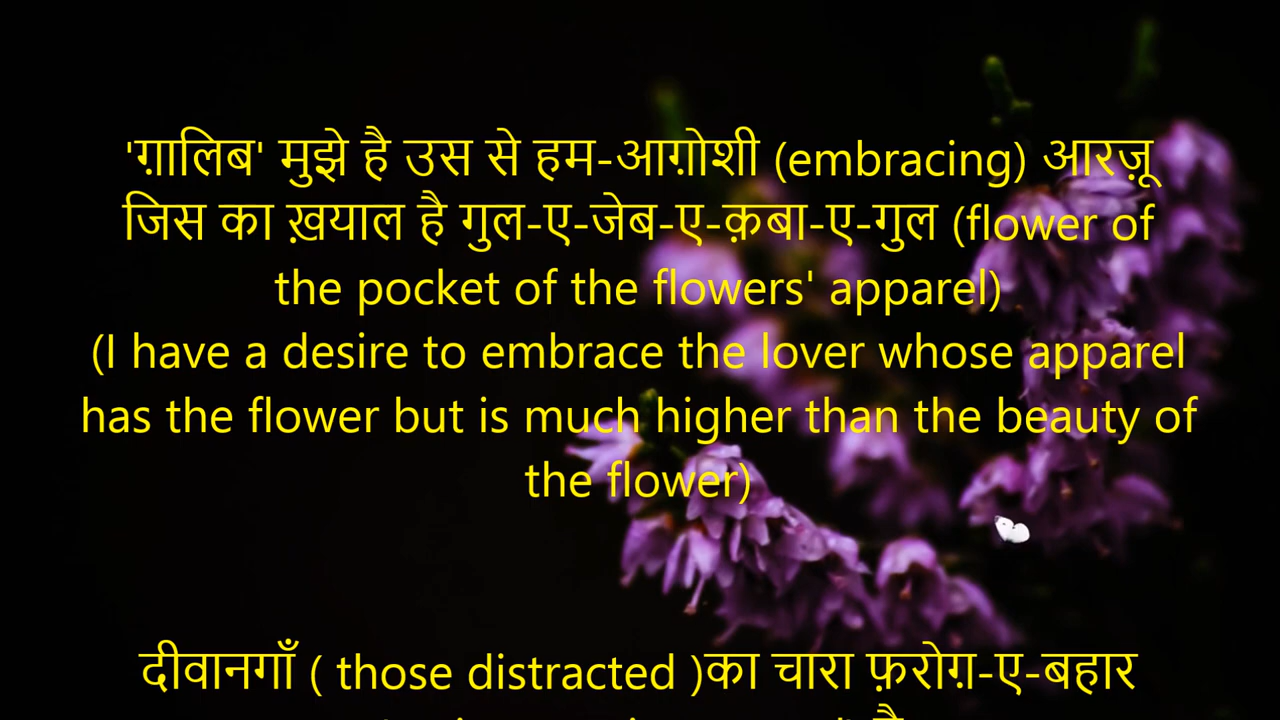 'ग़ालिब' मुझे है उस से हम-आग़ोशी (embracing) आरज़ू
जिस का ख़याल है गुल-ए-जेब-ए-क़बा-ए-गुल (flower of
the pocket of the flowers' apparel)
(I have a desire to embrace the lover whose apparel
has the flower but is much higher than the beauty of
the flower)
दीवानगाँ ( those distracted )का चारा फ़रोग़-ए-बहार
है